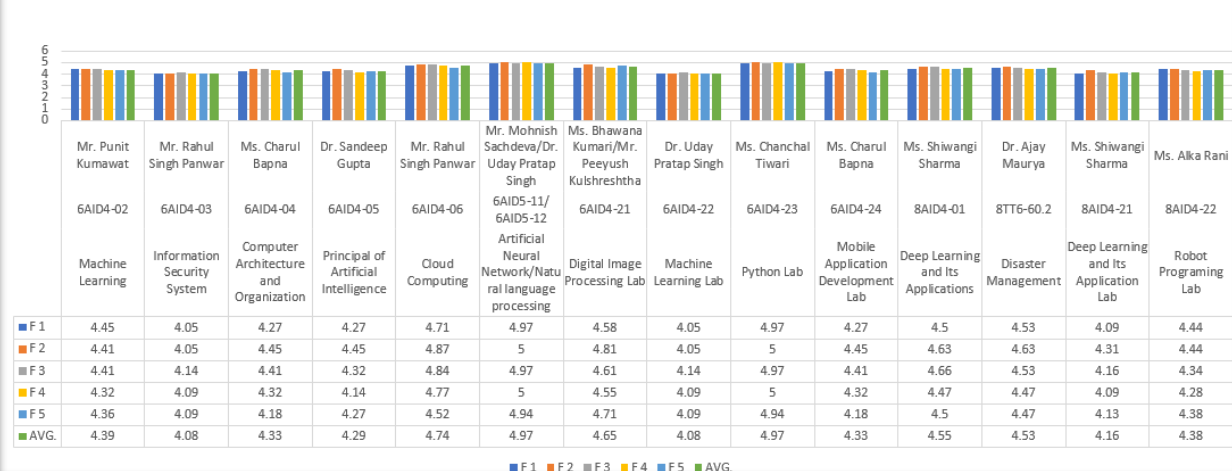 6
5
4
3
2
1
0
Mr. Punit
Kumawat
Mr. Rahul
Singh Panwar
Ms. Charul
Bapna
Dr. Sandeep
Gupta
Mr. Rahul
Singh Panwar
Mr. Mohnish
Sachdeva/Dr.
Uday Pratap
Singh
Ms. Bhawana
Kumari/Mr.
Peeyush
Kulshreshtha
Dr. Uday
Pratap Singh
Ms. Chanchal
Tiwari
Ms. Charul
Bapna
Ms. Shiwangi
Sharma
Dr. Ajay
Maurya
Ms. Shiwangi
Sharma
Ms. Alka Rani
6AID4-02
6AID4-03
6AID4-04
6AID4-05
6AID4-06
6AID5-11/
6AID5-12
6AID4-21
6AID4-22
6AID4-23
6AID4-24
8AID4-01
8TT6-60.2
8AID4-21
8AID4-22
Machine
Learning
Information
Security
System
Computer
Architecture
and
Organization
Principal of
Artificial
Intelligence
Cloud
Computing
Artificial
Neural
Network/Natu
ral language
processing
Digital Image
Processing Lab
Machine
Learning Lab
Python Lab
Mobile
Application
Development
Lab
Deep Learning
and Its
Applications
Disaster
Management
Deep Learning
and Its
Application
Lab
Robot
Programing
Lab
F 1 4.45 4.05 4.27 4.27 4.71 4.97 4.58 4.05 4.97 4.27 4.5 4.53 4.09 4.44
F 2 4.41 4.05 4.45 4.45 4.87 5 4.81 4.05 5 4.45 4.63 4.63 4.31 4.44
F 3 4.41 4.14 4.41 4.32 4.84 4.97 4.61 4.14 4.97 4.41 4.66 4.53 4.16 4.34
F 4 4.32 4.09 4.32 4.14 4.77 5 4.55 4.09 5 4.32 4.47 4.47 4.09 4.28
F 5 4.36 4.09 4.18 4.27 4.52 4.94 4.71 4.09 4.94 4.18 4.5 4.47 4.13 4.38
AVG. 4.39 4.08 4.33 4.29 4.74 4.97 4.65 4.08 4.97 4.33 4.55 4.53 4.16 4.38
F 1 F 2 F 3 F 4 F 5 AVG.